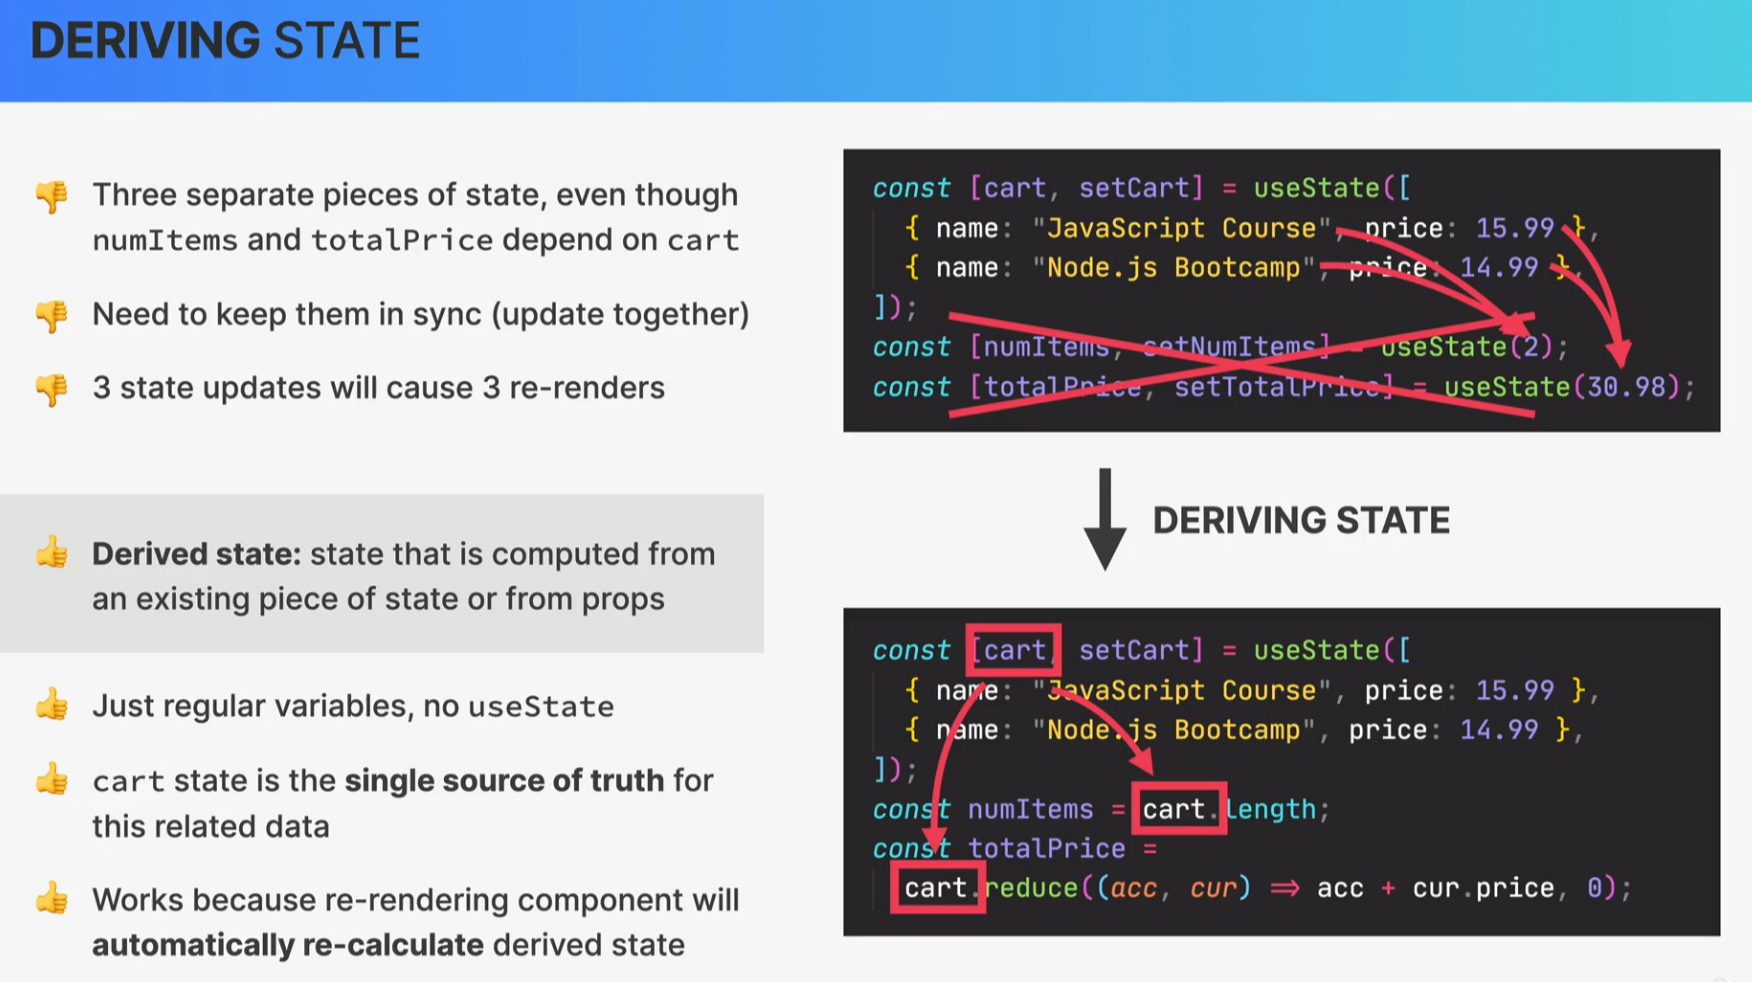 DERIVING STATE
Three separate pieces of state, even though
numItems and totalPrice depend on cart
Need to keep them in sync (update together)
3 state updates will cause 3 re-renders
Derived state: state that is computed from
an existing piece of state or from props
Just regular variables, no useState
cart state is the single source of truth for
this related data
Works because re-rendering component will
automatically re-calculate derived state
const [cart, setCart] = useState([
{ name: "JavaScript Course", price: 15.99 },
{ name: "Node.js Bootcamp", price: 14.99 },
]);
const [numItems, setNumItems] = useState(2);
const [totalPrice, setTotalPrice] = useState(30.98);
DERIVING STATE
const [cart, setCart] = useState([
{ name: "JavaScript Course", price: 15.99 },
{ name: "Node.js Bootcamp", price: 14.99 },
]);
const numItems = cart.length;
const totalPrice =
cart.reduce((acc, cur) => acc + cur.price, 0);